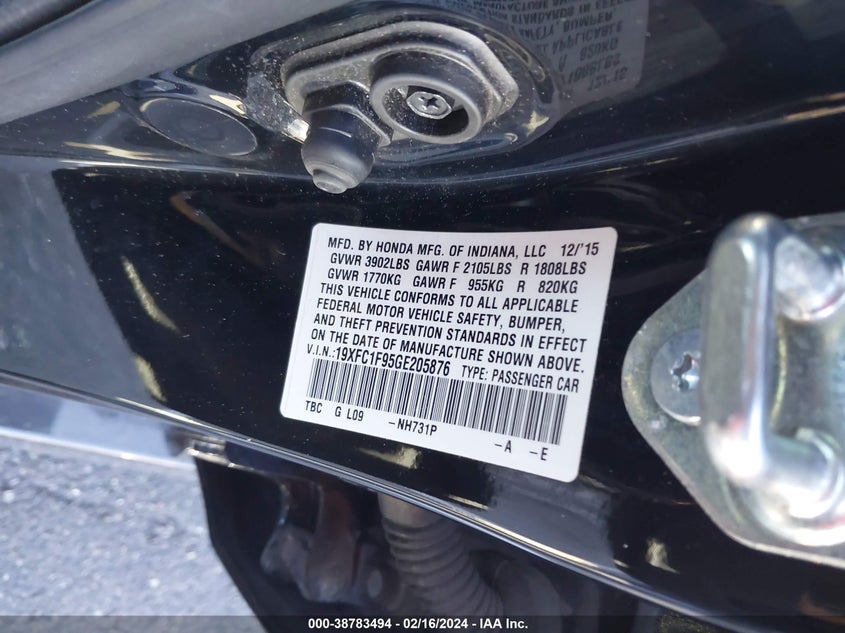 MFD. BY HONDA MFG. OF INDIANA, LLC 12/'15
GVWR 3902LBS GAWR F 2105LBS R 1808LBS
GVWR 1770KG GAWR F 955KG R 820KG
THIS VEHICLE CONFORMS TO ALL APPLICABLE
FEDERAL MOTOR VEHICLE SAFETY, BUMPER,
AND THEFT PREVENTION STANDARDS IN EFFECT
ON THE DATE OF MANUFACTURE SHOWN ABOVE.
V.I.N.:19XFC1F95GE205876 TYPE: PASSENGER CAR
TBC G L09 -NH731P -A -E
000-38783494 - 02/16/2024 - IAA Inc.